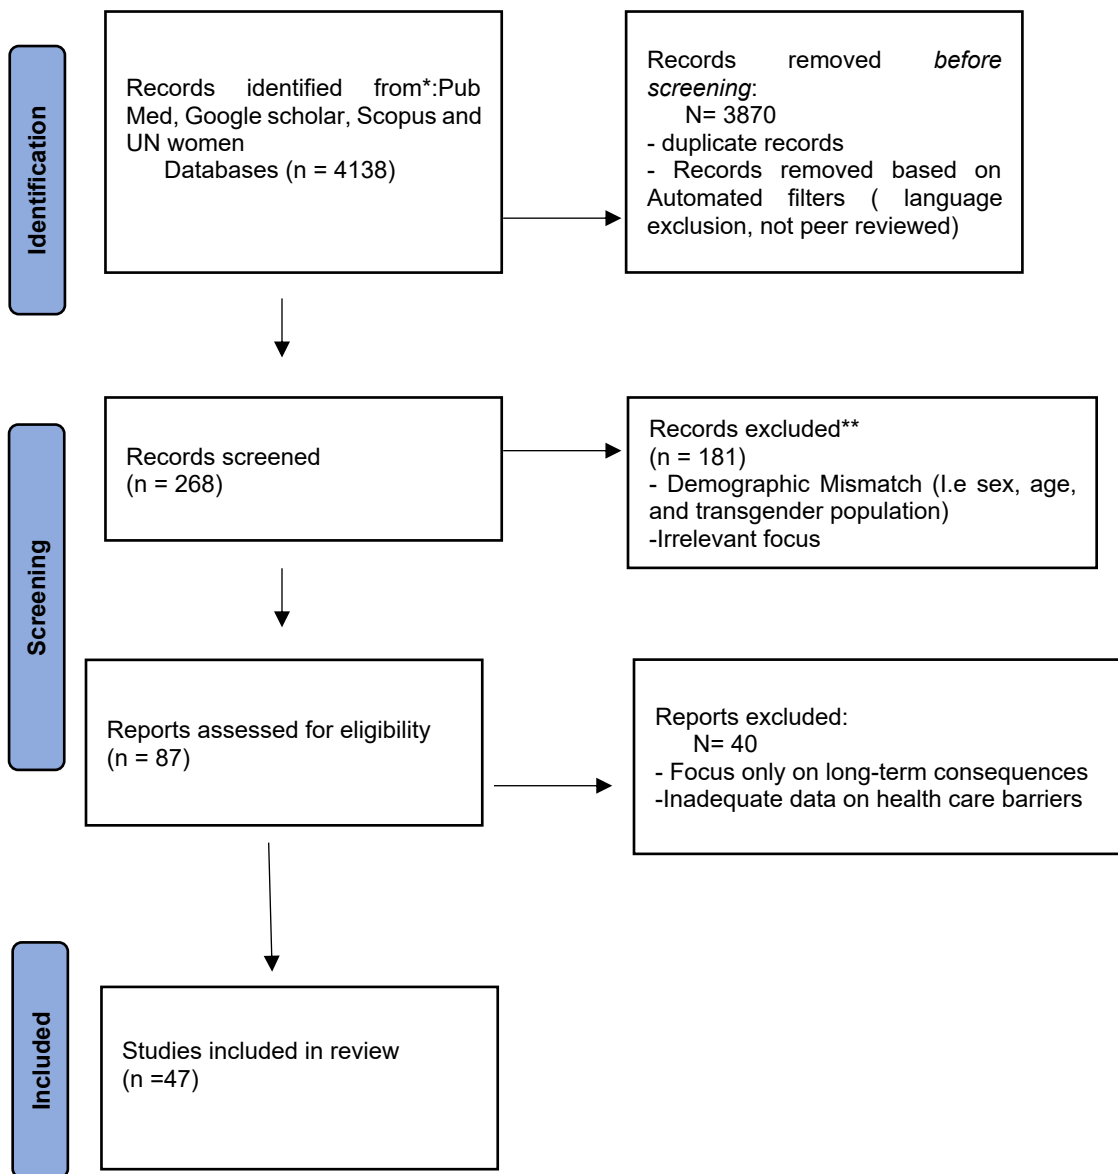 Identification
Records identified from*:Pub
Med, Google scholar, Scopus and
UN women
Databases (n = 4138)
Records removed before
screening:
N= 3870
- duplicate records
- Records removed based on
Automated filters ( language
exclusion, not peer reviewed)
Screening
Records screened
(n = 268)
Records excluded**
(n = 181)
- Demographic Mismatch (I.e sex, age,
and transgender population)
-Irrelevant focus
Reports assessed for eligibility
(n = 87)
Reports excluded:
N= 40
- Focus only on long-term consequences
-Inadequate data on health care barriers
Included
Studies included in review
(n =47)